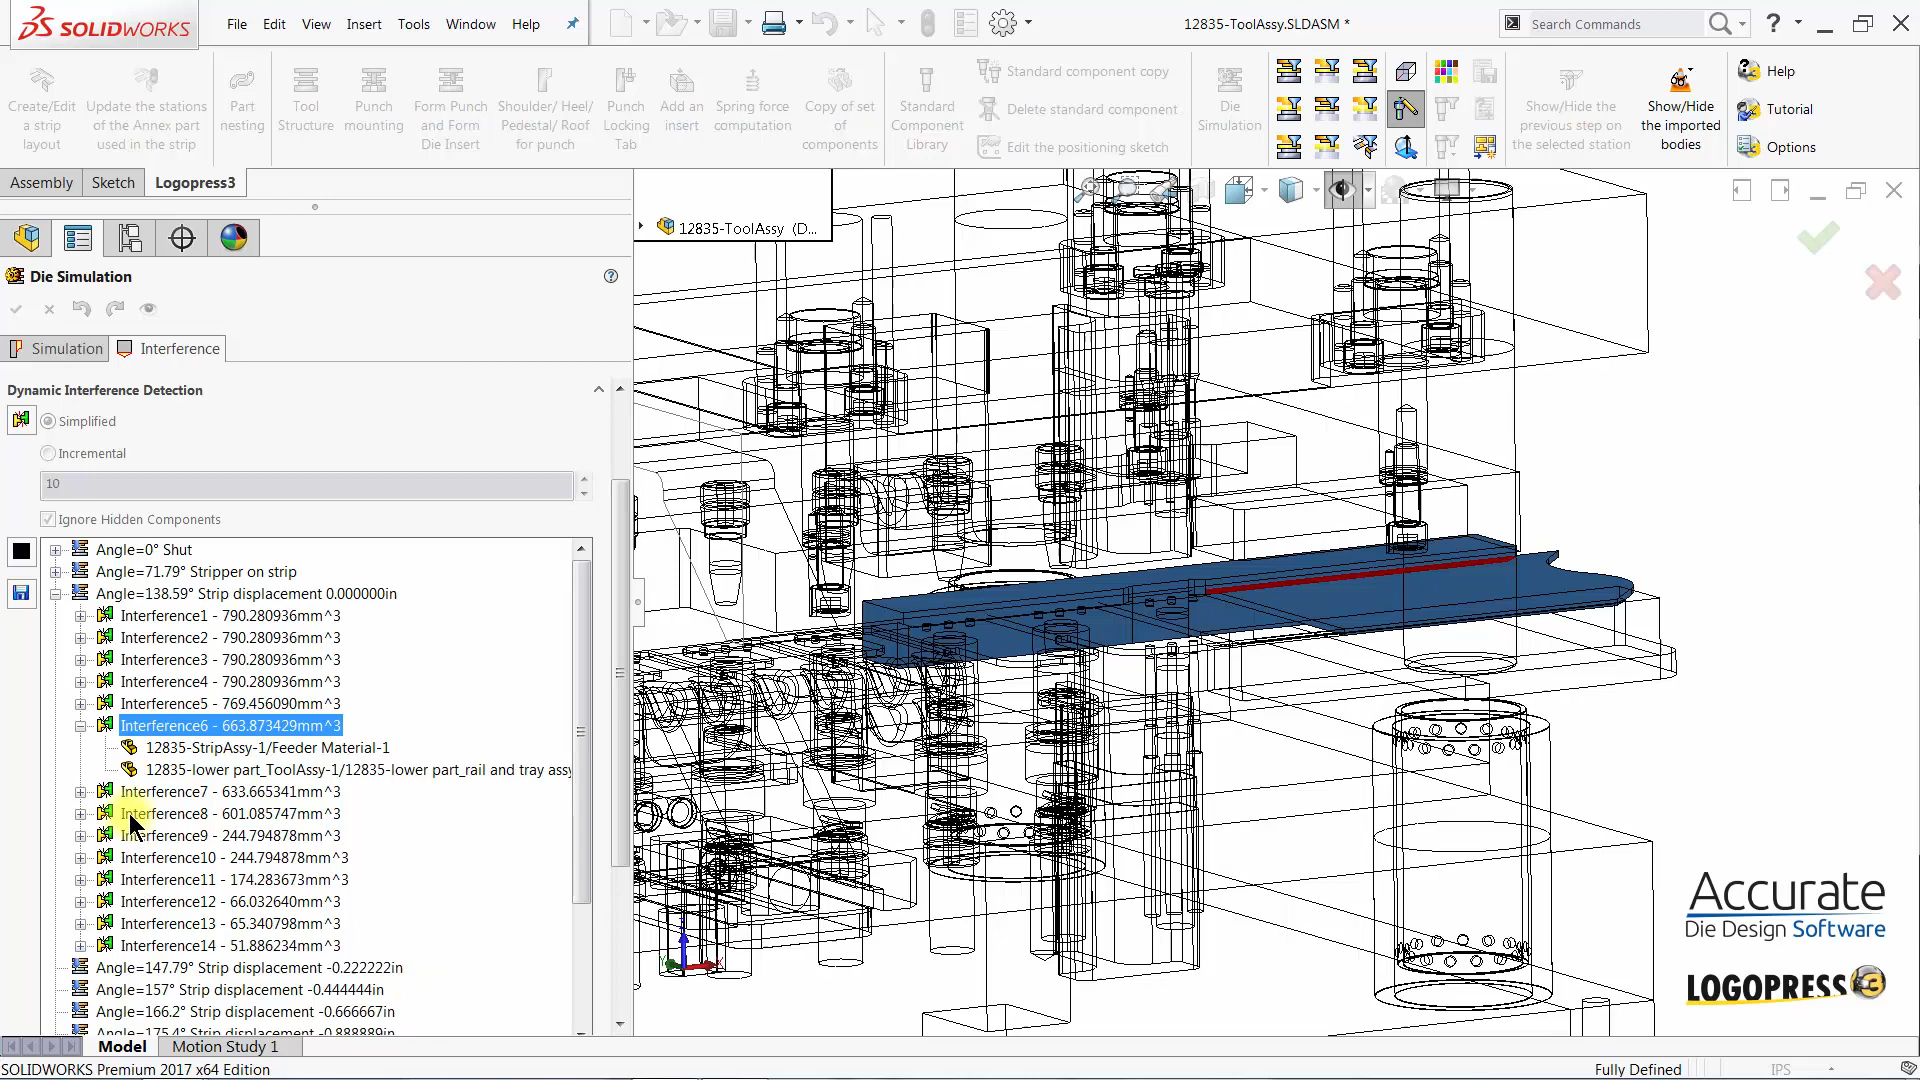 SOLIDWORKS
File Edit View Insert Tools Window Help
12835-ToolAssy.SLDASM *
Search Commands
?
Create/Edit
a strip
layout
Update the stations
of the Annex part
used in the strip
Part
nesting
Tool
Structure
Punch
mounting
Form Punch
and Form
Die Insert
Shoulder/ Heel/
Pedestal/ Roof
for punch
Punch
Locking
Tab
Add an
insert
Spring force
computation
Copy of set
of
components
Standard
Component
Library
Standard component copy
Delete standard component
Edit the positioning sketch
Die
Simulation
Show/Hide the
previous step on
the selected station
Show/Hide
the imported
bodies
Help
Tutorial
Options
Assembly Sketch Logopress3
12835-ToolAssy (D...
Die Simulation
Simulation Interference
Dynamic Interference Detection
Simplified
Incremental
10
Ignore Hidden Components
Angle=0° Shut
Angle=71.79° Stripper on strip
Angle=138.59° Strip displacement 0.000000in
Interference1 - 790.280936mm^3
Interference2 - 790.280936mm^3
Interference3 - 790.280936mm^3
Interference4 - 790.280936mm^3
Interference5 - 769.456090mm^3
Interference6 - 663.873429mm^3
12835-StripAssy-1/Feeder Material-1
12835-lower part_ToolAssy-1/12835-lower part_rail and tray assy
Interference7 - 633.665341mm^3
Interference8 - 601.085747mm^3
Interference9 - 244.794878mm^3
Interference10 - 244.794878mm^3
Interference11 - 174.283673mm^3
Interference12 - 66.032640mm^3
Interference13 - 65.340798mm^3
Interference14 - 51.886234mm^3
Angle=147.79° Strip displacement -0.222222in
Angle=157° Strip displacement -0.444444in
Angle=166.2° Strip displacement -0.666667in
Angle=175.4° Strip displacement -0.888889in
Accurate
Die Design Software
LOGOPRESS3
Model Motion Study 1
SOLIDWORKS Premium 2017 x64 Edition
Fully Defined
IPS